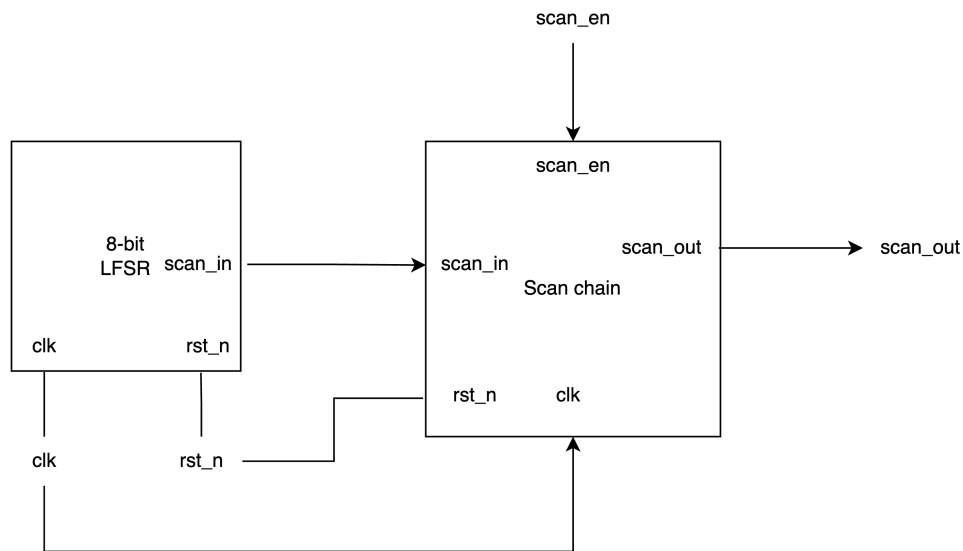 scan_en
scan_en
8-bit
LFSR
scan_in
scan_in
scan_out
scan_out
Scan chain
clk
rst_n
rst_n
clk
clk
rst_n